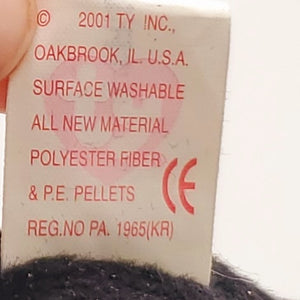 © 2001 TY INC.,
OAKBROOK, IL. U.S.A.
SURFACE WASHABLE
ALL NEW MATERIAL
POLYESTER FIBER
& P.E. PELLETS CE
REG.NO PA. 1965(KR)